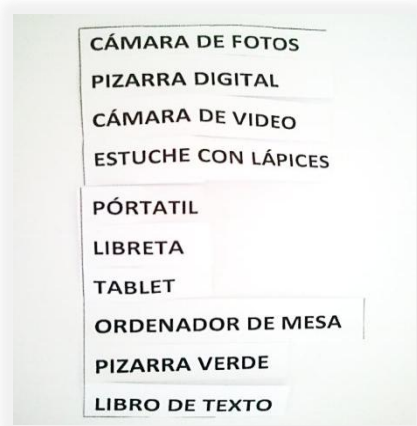 CÁMARA DE FOTOS
PIZARRA DIGITAL
CÁMARA DE VIDEO
ESTUCHE CON LÁPICES
PÓRTATIL
LIBRETA
TABLET
ORDENADOR DE MESA
PIZARRA VERDE
LIBRO DE TEXTO